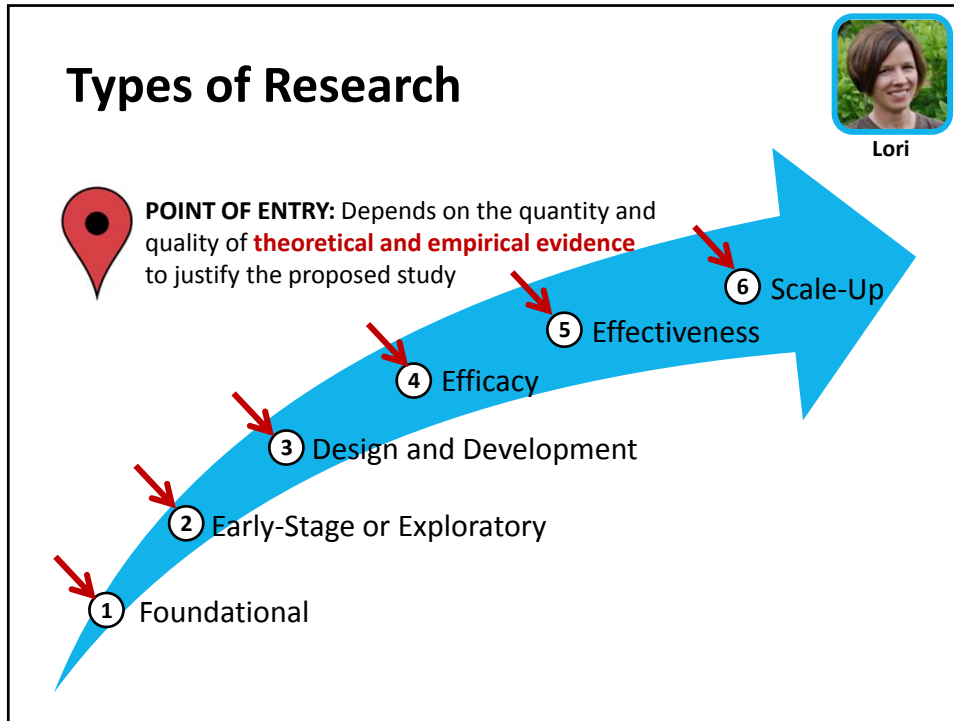 Types of Research
Lori
POINT OF ENTRY: Depends on the quantity and
quality of theoretical and empirical evidence
to justify the proposed study
6 Scale-Up
5 Effectiveness
4 Efficacy
3 Design and Development
2 Early-Stage or Exploratory
1 Foundational